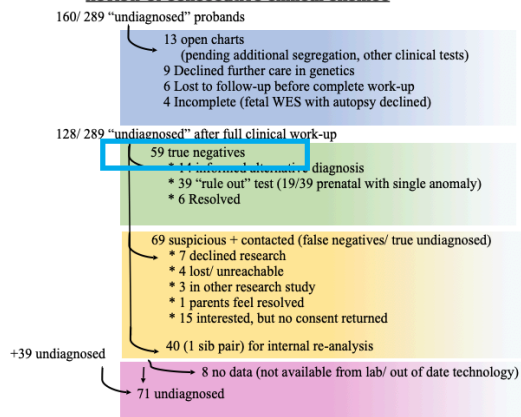 160/ 289 “undiagnosed” probands
13 open charts
(pending additional segregation, other clinical tests)
9 Declined further care in genetics
6 Lost to follow-up before complete work-up
4 Incomplete (fetal WES with autopsy declined)
128/ 289 “undiagnosed” after full clinical work-up
59 true negatives
* 14 informed alternative diagnosis
* 39 “rule out” test (19/39 prenatal with single anomaly)
* 6 Resolved
69 suspicious + contacted (false negatives/ true undiagnosed)
* 7 declined research
* 4 lost/ unreachable
* 3 in other research study
* 1 parents feel resolved
* 15 interested, but no consent returned
40 (1 sib pair) for internal re-analysis
+39 undiagnosed
8 no data (not available from lab/ out of date technology)
71 undiagnosed